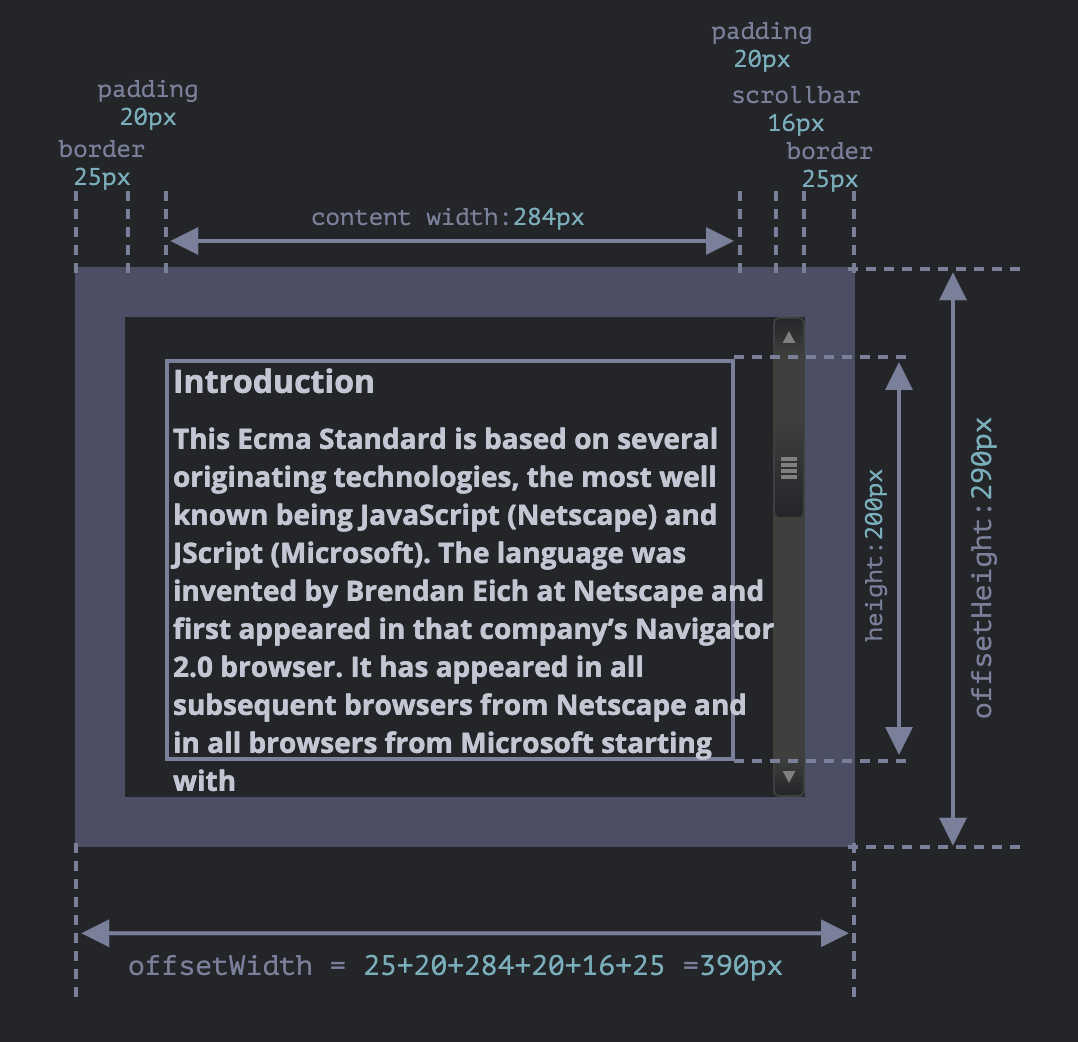 padding
20px
padding
20px
scrollbar
16px
border
25px
border
25px
content width:284px
Introduction
This Ecma Standard is based on several
originating technologies, the most well
known being JavaScript (Netscape) and
JScript (Microsoft). The language was
invented by Brendan Eich at Netscape and
first appeared in that company’s Navigator
2.0 browser. It has appeared in all
subsequent browsers from Netscape and
in all browsers from Microsoft starting
with
height:200px
offsetHeight:290px
offsetWidth = 25+20+284+20+16+25 =390px